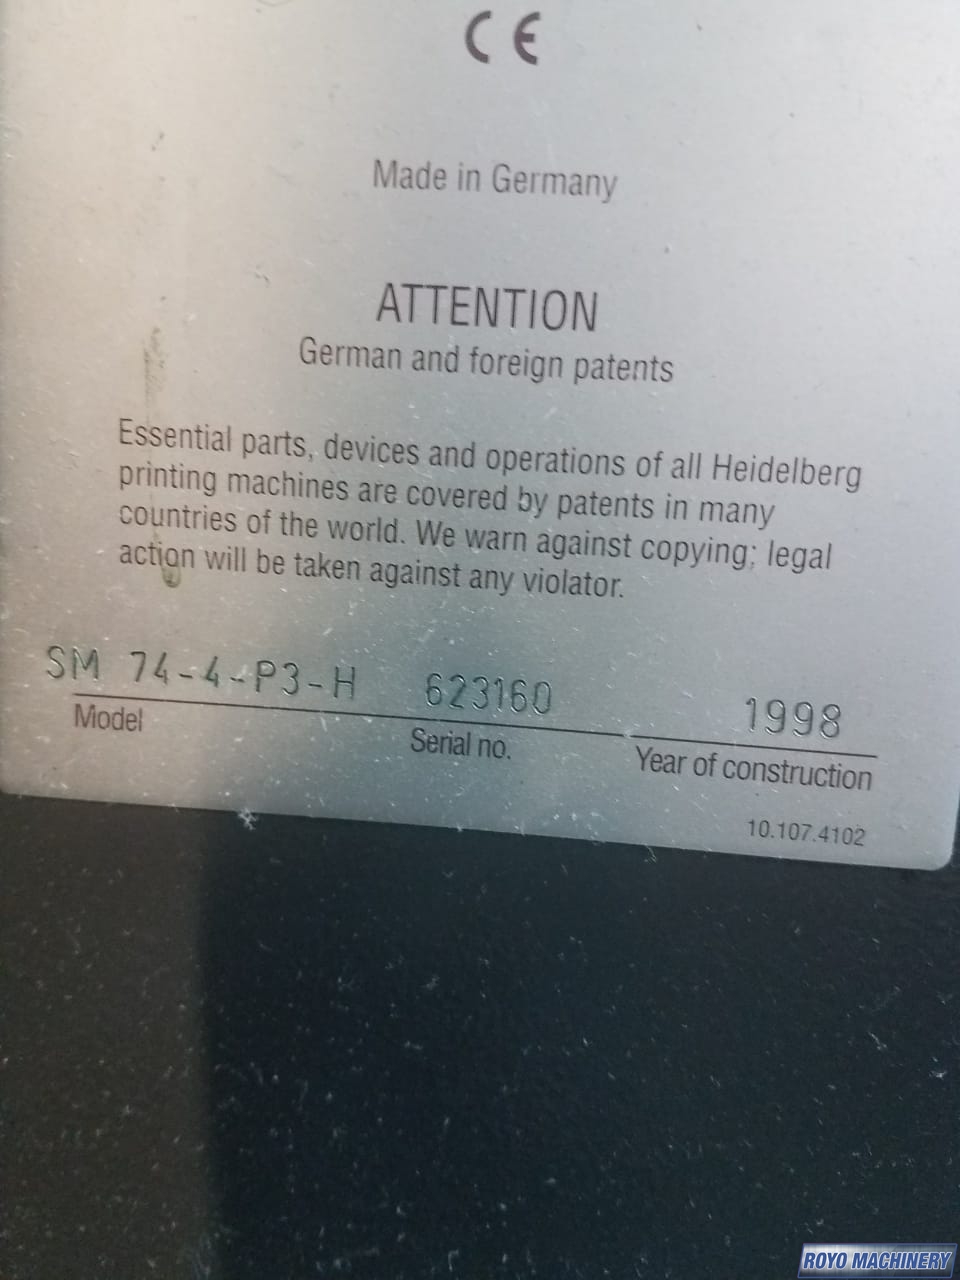 CE
Made in Germany
ATTENTION
German and foreign patents
Essential parts, devices and operations of all Heidelberg
printing machines are covered by patents in many
countries of the world. We warn against copying; legal
action will be taken against any violator.
SM 74-4-P3-H 623160 1998
Model Serial no. Year of construction
10.107.4102
ROYO MACHINERY